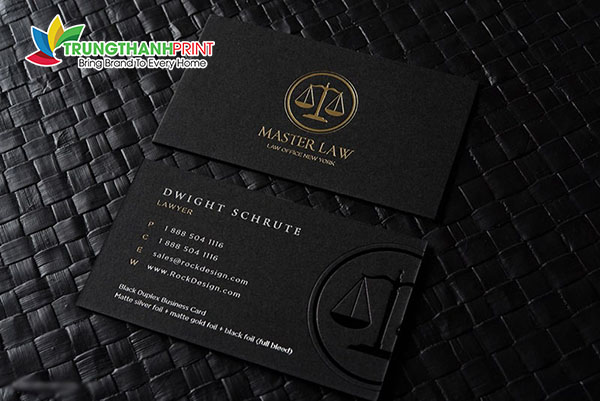 TRUNGTHANHPRINT
Bring Brand To Every Home
MASTER LAW
LAW OFFICE NEW YORK
DWIGHT SCHRUTE
LAWYER
P 1 888 504 1116
C 1 888 504 1116
E sales@rockdesign.com
W www.RockDesign.com
Black Duplex Business Card
Matte silver foil + matte gold foil + black foil (full bleed)